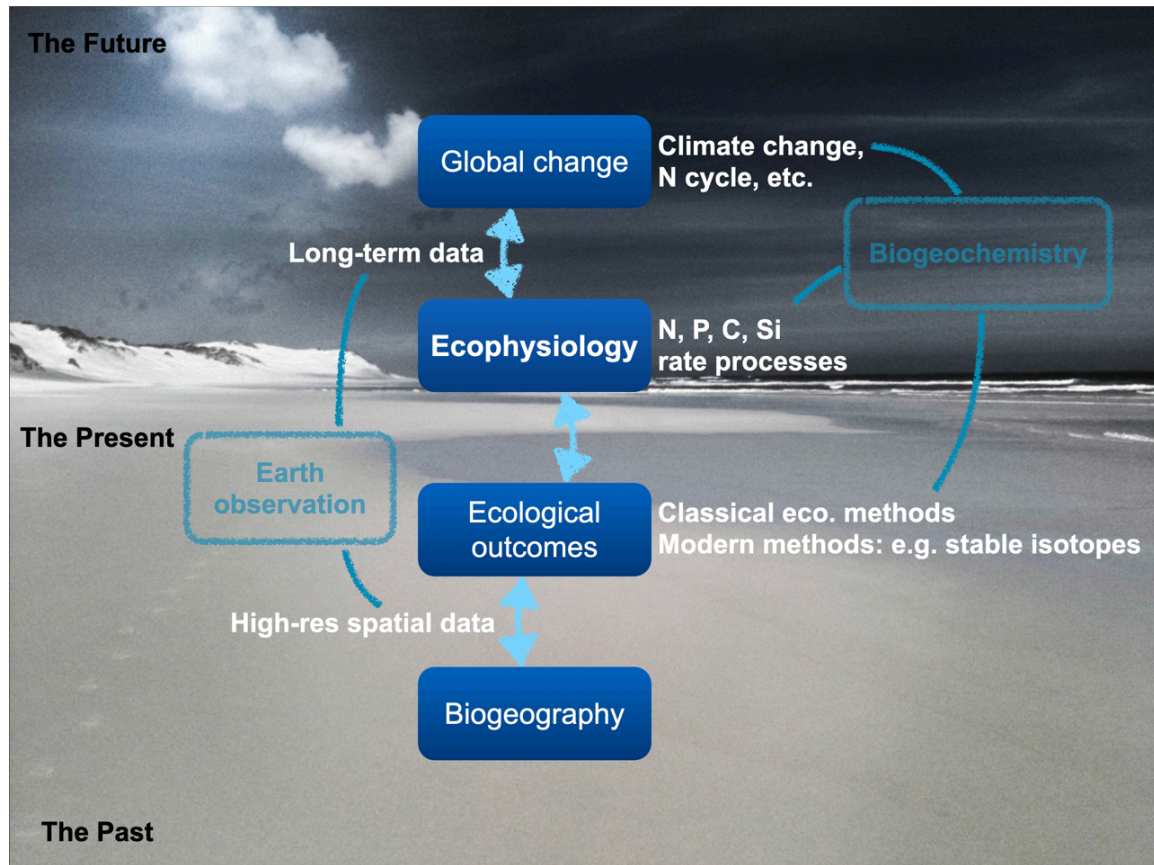 The Future
Global change
Climate change,
N cycle, etc.
Long-term data
Biogeochemistry
Ecophysiology
N, P, C, Si
rate processes
The Present
Earth
observation
Ecological
outcomes
Classical eco. methods
Modern methods: e.g. stable isotopes
High-res spatial data
Biogeography
The Past